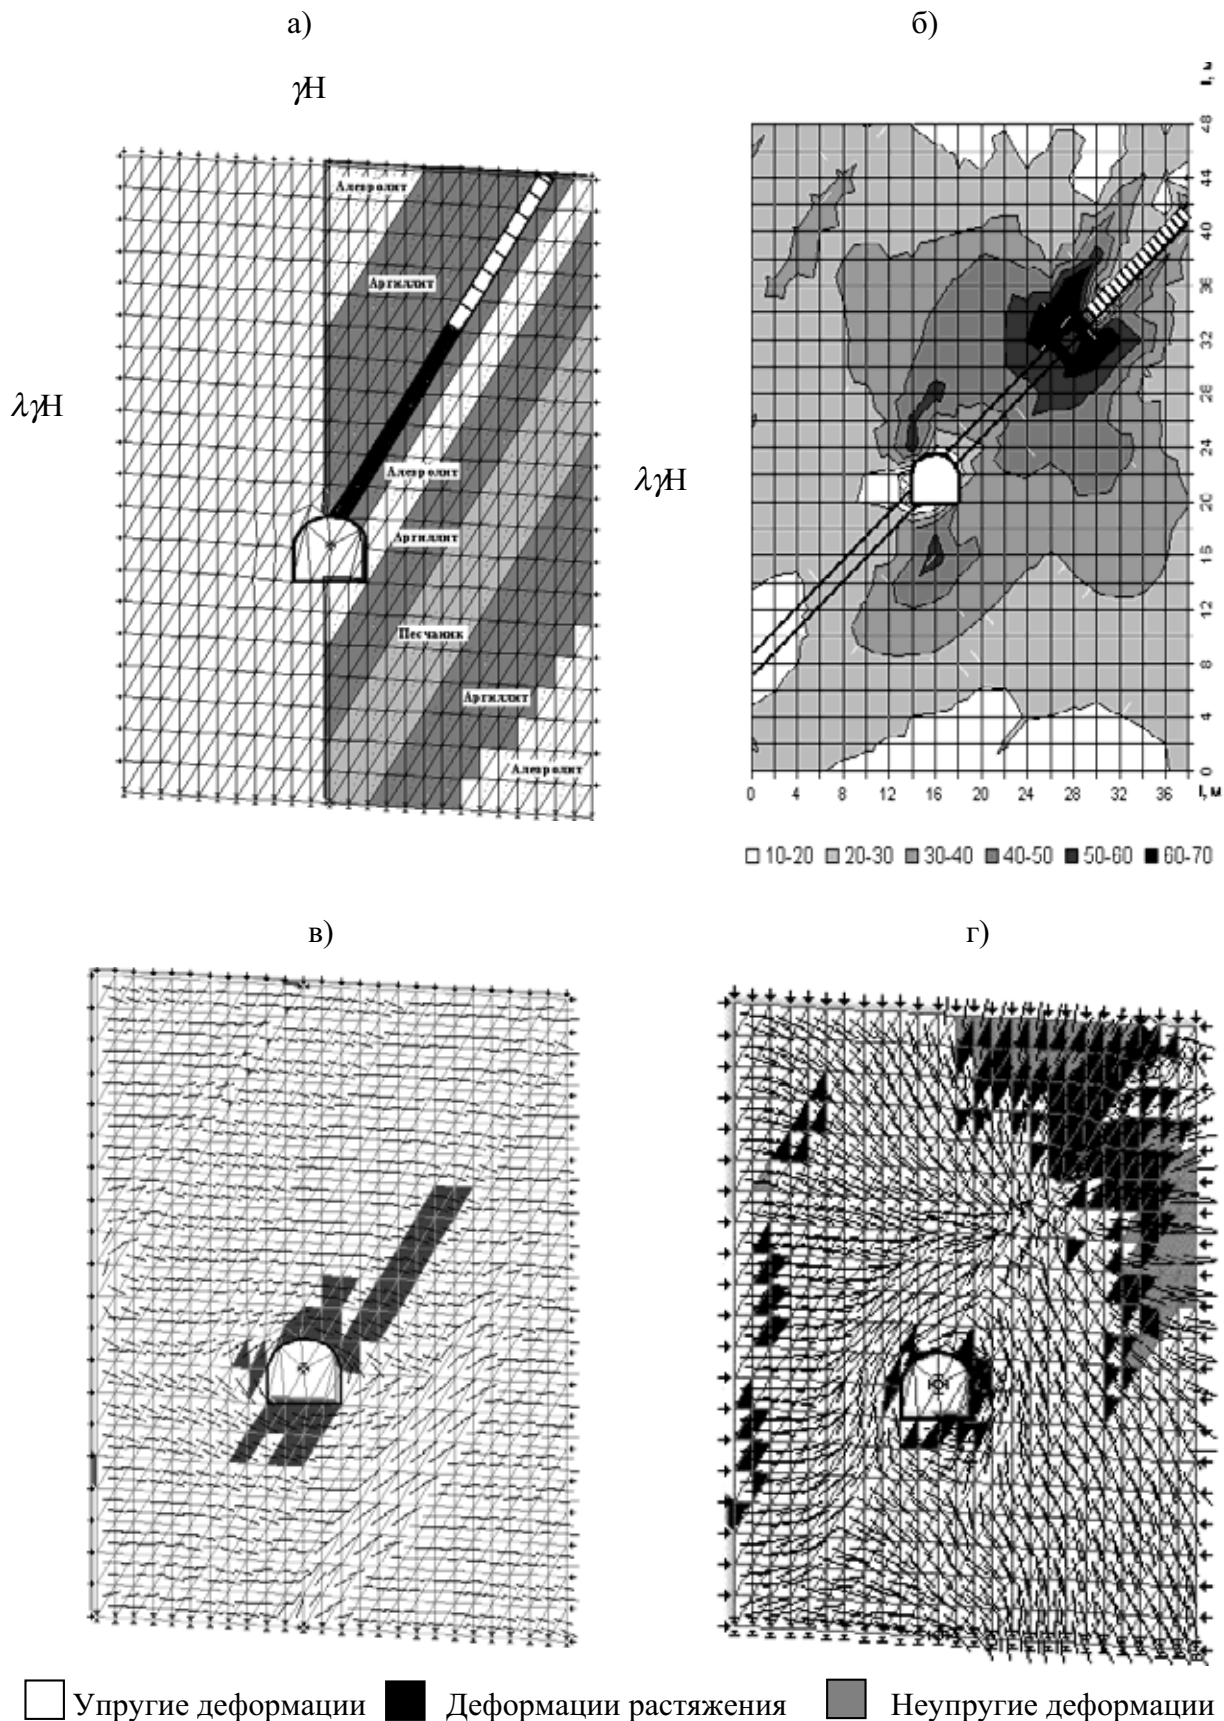 а)
б)
γH
λγH
Алевролит
Аргиллит
Алевролит
Аргиллит
Песчаник
Аргиллит
Алевролит
λγH
48
44
40
36
32
28
24
20
16
12
8
4
0
0 4 8 12 16 20 24 28 32 36 l, м
10-20 20-30 30-40 40-50 50-60 60-70
в)
г)
Упругие деформации Деформации растяжения Неупругие деформации